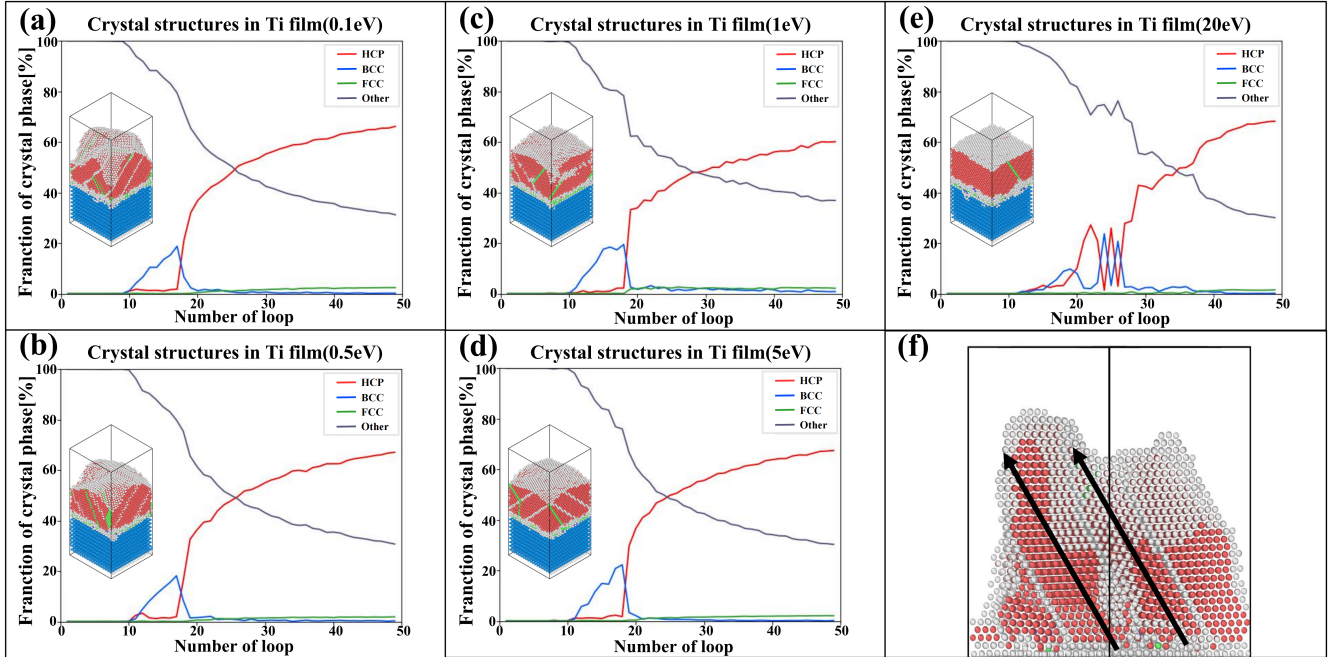 (a)
Crystal structures in Ti film(0.1eV)
Franction of crystal phase[%]
100
80
60
40
20
0
HCP
BCC
FCC
Other
0 10 20 30 40 50
Number of loop
(c)
Crystal structures in Ti film(1eV)
Franction of crystal phase[%]
100
80
60
40
20
0
HCP
BCC
FCC
Other
0 10 20 30 40 50
Number of loop
(e)
Crystal structures in Ti film(20eV)
Franction of crystal phase[%]
100
80
60
40
20
0
HCP
BCC
FCC
Other
0 10 20 30 40 50
Number of loop
(b)
Crystal structures in Ti film(0.5eV)
Franction of crystal phase[%]
100
80
60
40
20
0
HCP
BCC
FCC
Other
0 10 20 30 40 50
Number of loop
(d)
Crystal structures in Ti film(5eV)
Franction of crystal phase[%]
100
80
60
40
20
0
HCP
BCC
FCC
Other
0 10 20 30 40 50
Number of loop
(f)